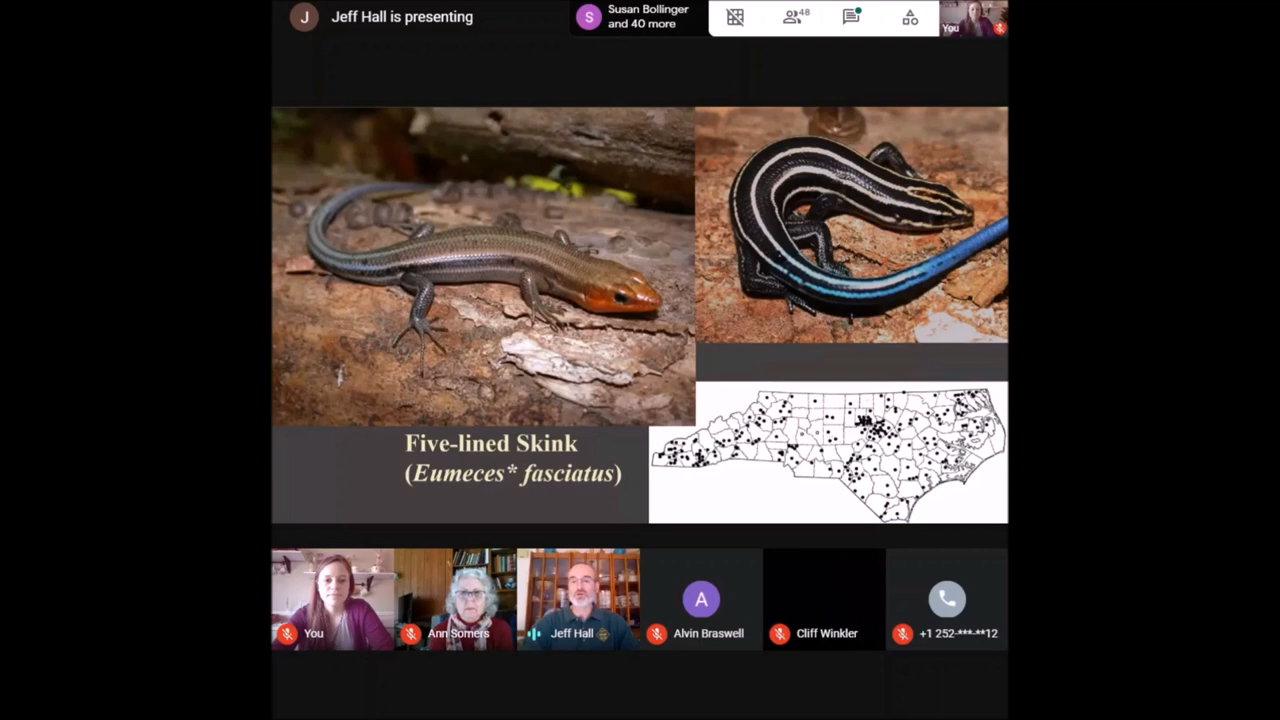 J
Jeff Hall is presenting
S
Susan Bollinger
and 40 more
48
You
Five-lined Skink
(Eumeces* fasciatus)
You
Ann Somers
Jeff Hall
A
Alvin Braswell
Cliff Winkler
+1 252-***-**12